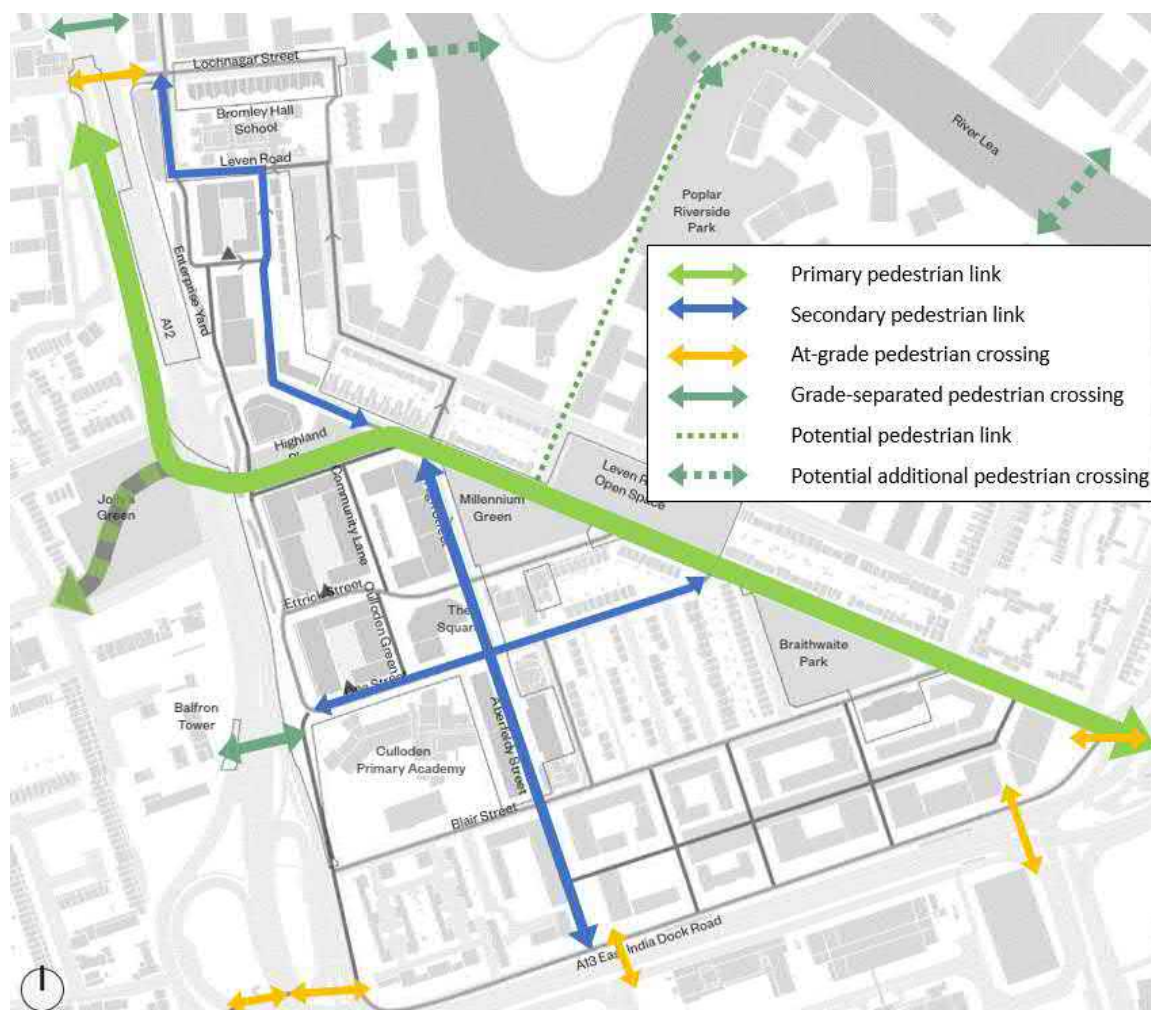 Lochnagar Street
Bromley Hall
School
Leven Road
River Lea
Poplar
Riverside
Park
Enterprise Yard
A12
Primary pedestrian link
Secondary pedestrian link
At-grade pedestrian crossing
Grade-separated pedestrian crossing
Potential pedestrian link
Potential additional pedestrian crossing
Highland
Community Lane
Leven
Open Space
Millennium
Green
Jolly's
Green
Ettrick Street
Culloden Green
The
Square
Braithwaite
Park
Balfron
Tower
Culloden
Primary Academy
Aberfeldy Street
Blair Street
A13 East India Dock Road